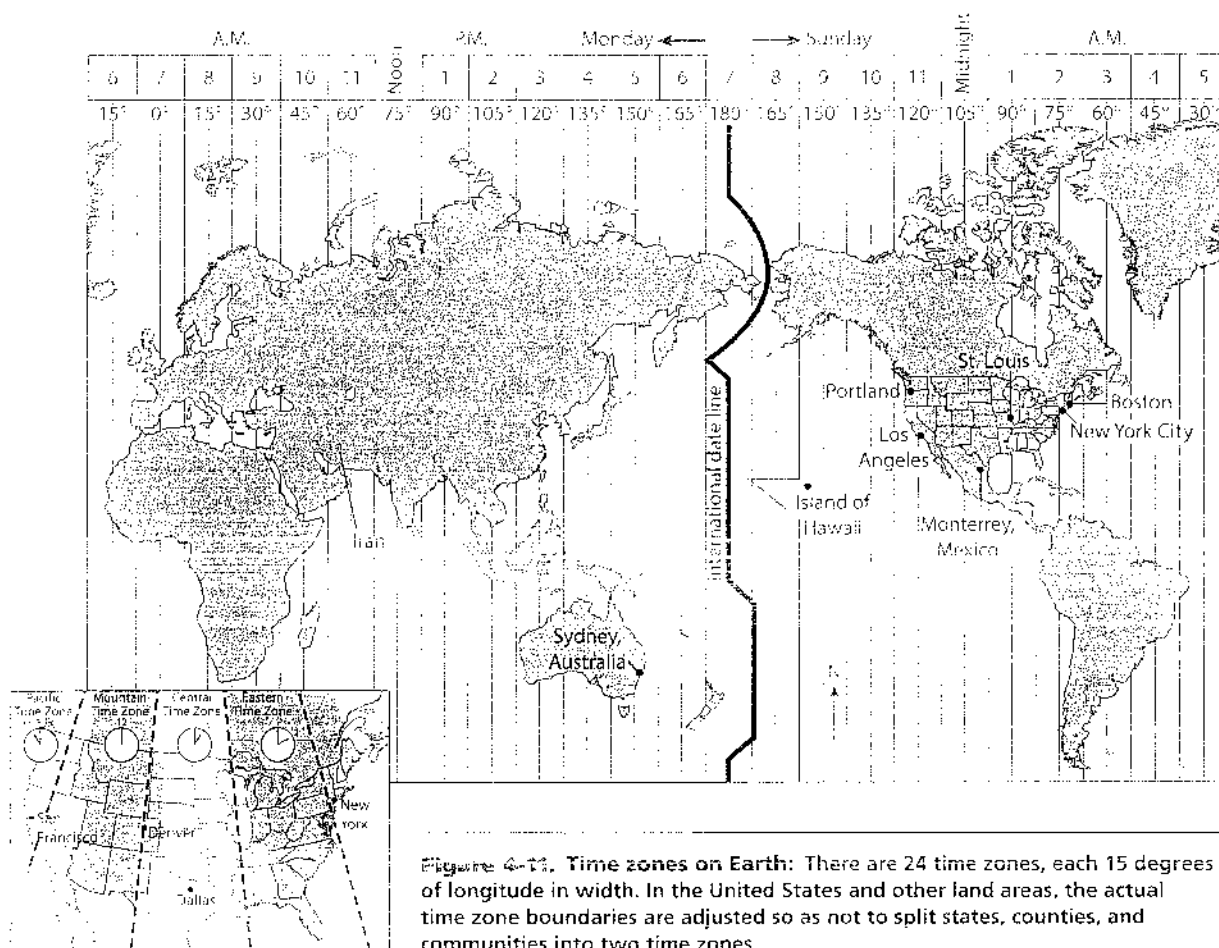 A.M. P.M. Monday Sunday A.M.
6 7 8 9 10 11 Noon 1 2 3 4 5 6 7 8 9 10 11 Midnight 1 2 3 4 5
15° 0° 15° 30° 45° 60° 75° 90° 105° 120° 135° 150° 165° 180 165° 150° 135° 120° 105° 90° 75° 60° 45° 30°
St. Louis
Portland
Boston
New York City
Los
Angeles
International date line
Island of
Hawaii
Monterrey,
Mexico
Iran
Sydney,
Australia
N
Pacific Mountain Central Eastern
Time Zone Time Zone Time Zone Time Zone
12
San
Francisco
Denver
New
York
Dallas
Figure 4-11. Time zones on Earth: There are 24 time zones, each 15 degrees
of longitude in width. In the United States and other land areas, the actual
time zone boundaries are adjusted so as not to split states, counties, and
communities into two time zones.